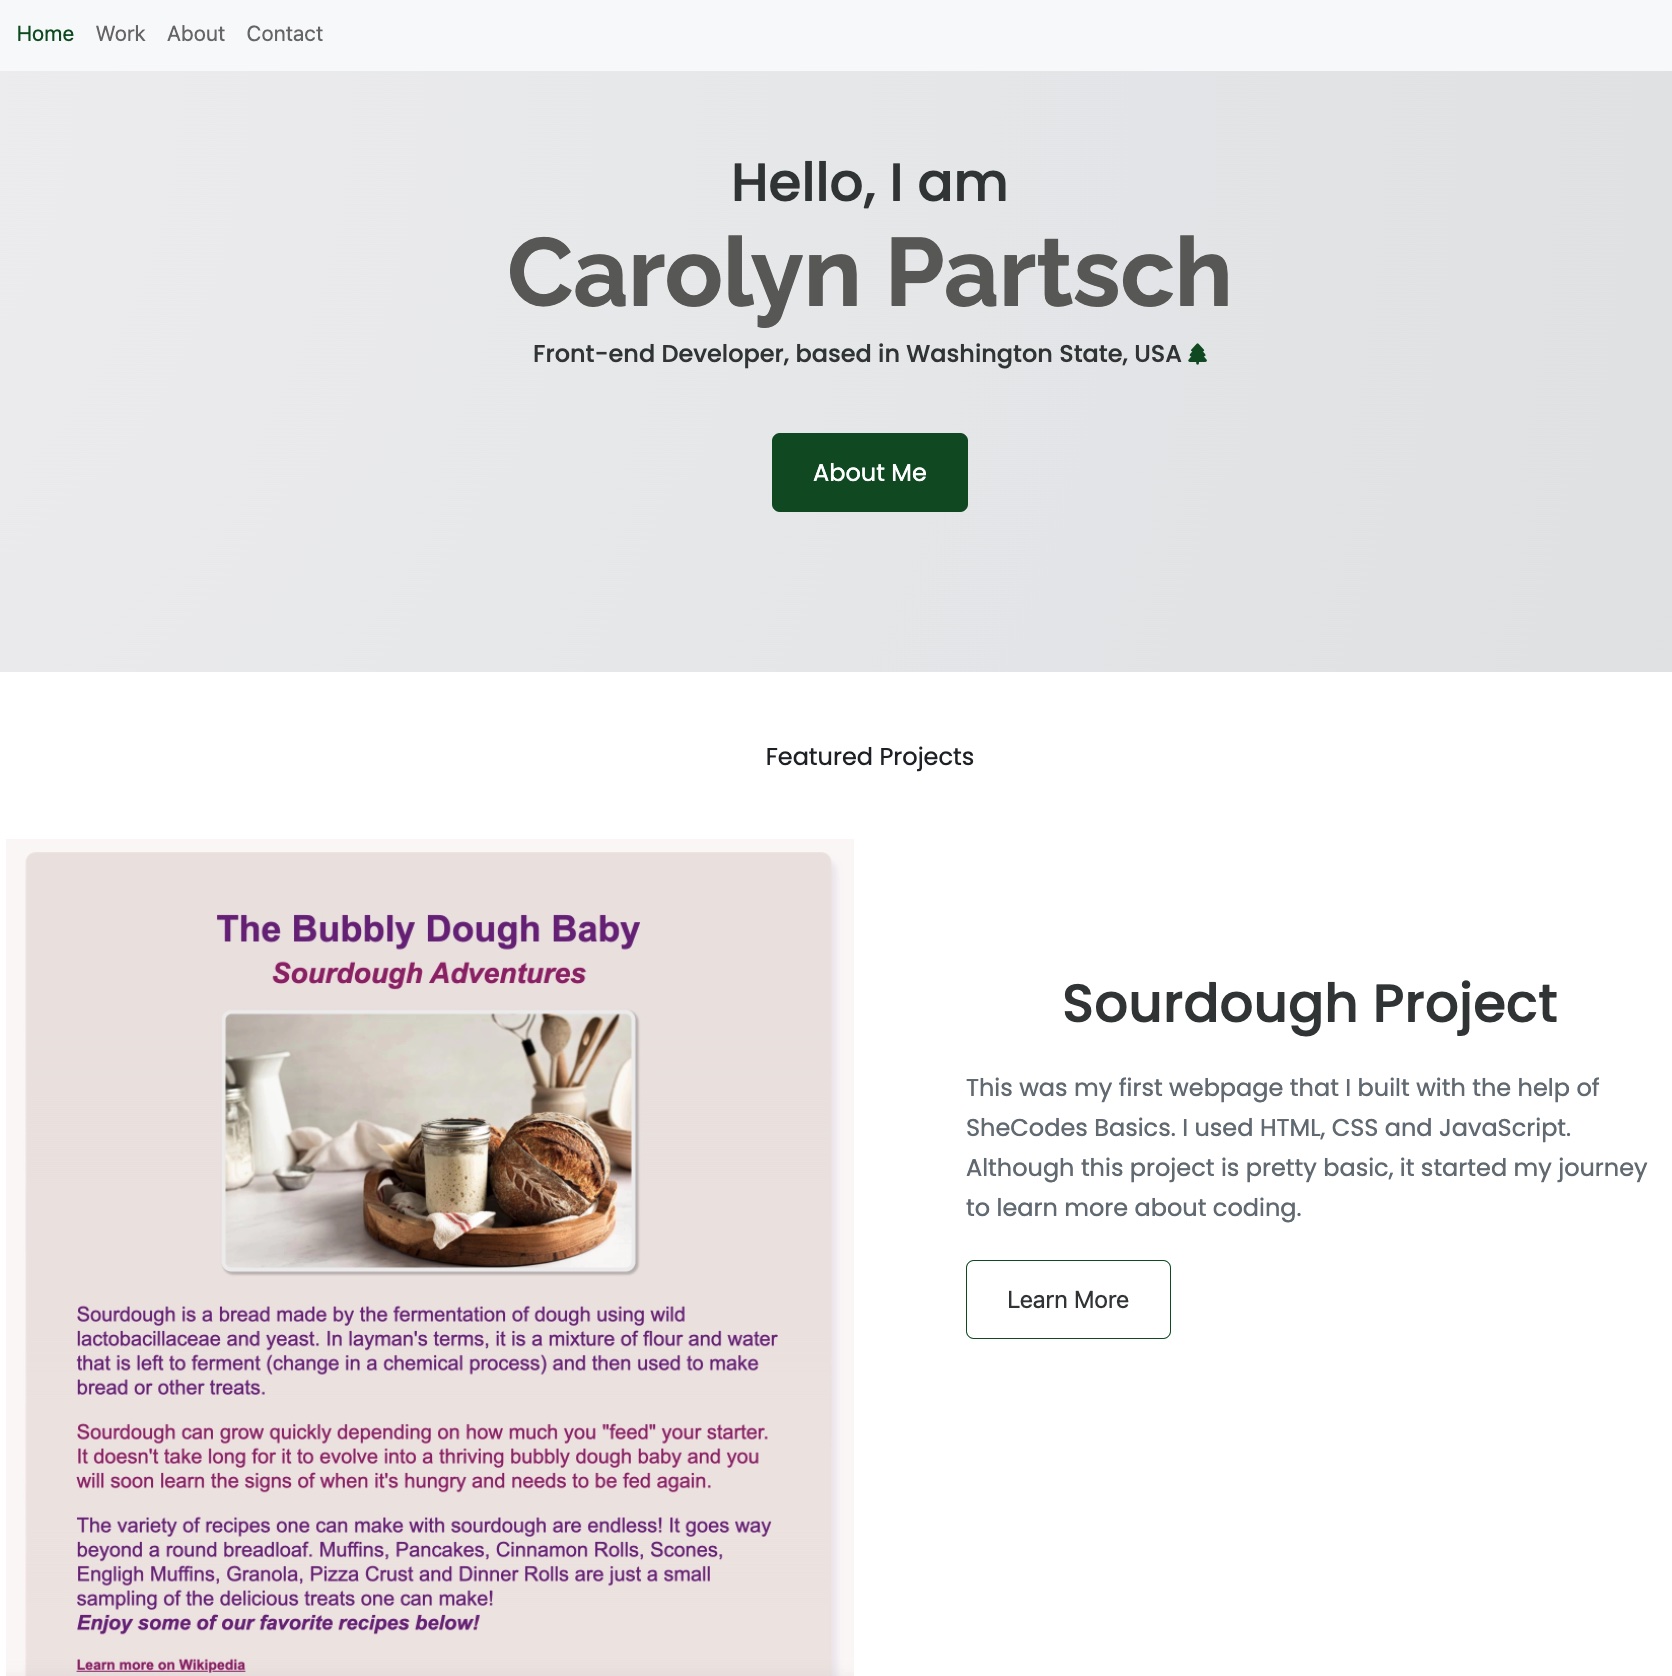 Home Work About Contact
Hello, I am
Carolyn Partsch
Front-end Developer, based in Washington State, USA
About Me
Featured Projects
The Bubbly Dough Baby
Sourdough Adventures
Sourdough is a bread made by the fermentation of dough using wild
lactobacillaceae and yeast. In layman's terms, it is a mixture of flour and water
that is left to ferment (change in a chemical process) and then used to make
bread or other treats.
Sourdough can grow quickly depending on how much you "feed" your starter.
It doesn't take long for it to evolve into a thriving bubbly dough baby and you
will soon learn the signs of when it's hungry and needs to be fed again.
The variety of recipes one can make with sourdough are endless! It goes way
beyond a round breadloaf. Muffins, Pancakes, Cinnamon Rolls, Scones,
Engligh Muffins, Granola, Pizza Crust and Dinner Rolls are just a small
sampling of the delicious treats one can make!
Enjoy some of our favorite recipes below!
Learn more on Wikipedia
Sourdough Project
This was my first webpage that I built with the help of
SheCodes Basics. I used HTML, CSS and JavaScript.
Although this project is pretty basic, it started my journey
to learn more about coding.
Learn More